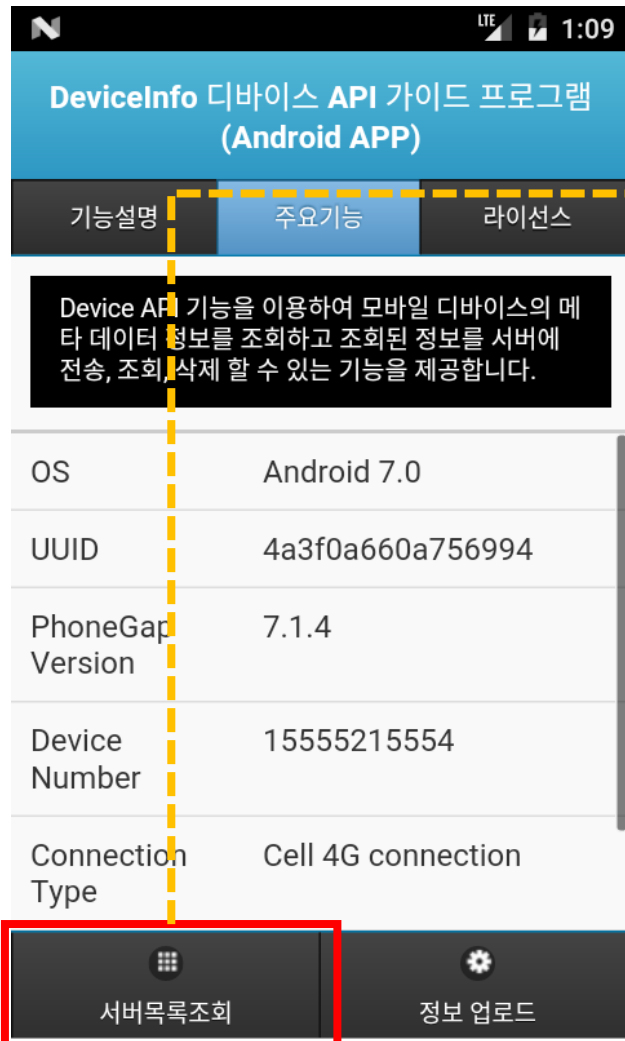 LTE 1:09
DeviceInfo 디바이스 API 가이드 프로그램
(Android APP)
기능설명 주요기능 라이선스
Device API 기능을 이용하여 모바일 디바이스의 메
타 데이터 정보를 조회하고 조회된 정보를 서버에
전송, 조회, 삭제 할 수 있는 기능을 제공합니다.
OS Android 7.0
UUID 4a3f0a660a756994
PhoneGap 7.1.4
Version
Device 15555215554
Number
Connection Cell 4G connection
Type
서버목록조회 정보 업로드